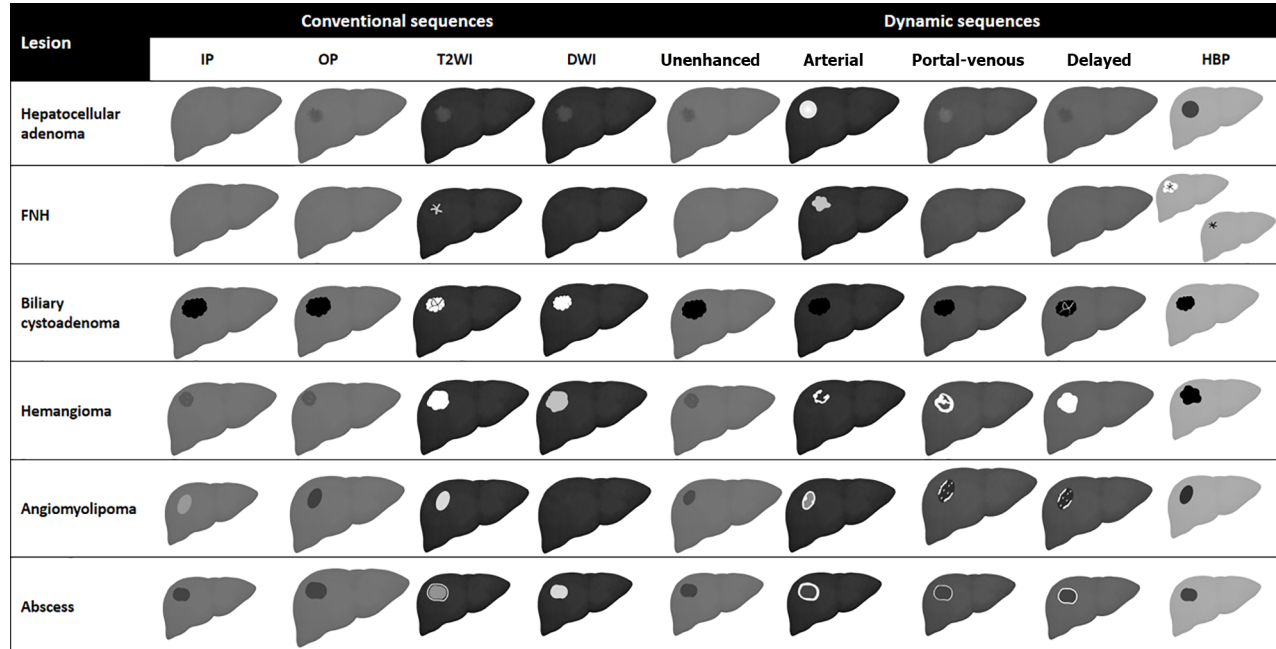 Conventional sequences Dynamic sequences
Lesion
IP OP T2WI DWI Unenhanced Arterial Portal-venous Delayed HBP
Hepatocellular
adenoma
FNH
Biliary
cystoadenoma
Hemangioma
Angiomyolipoma
Abscess